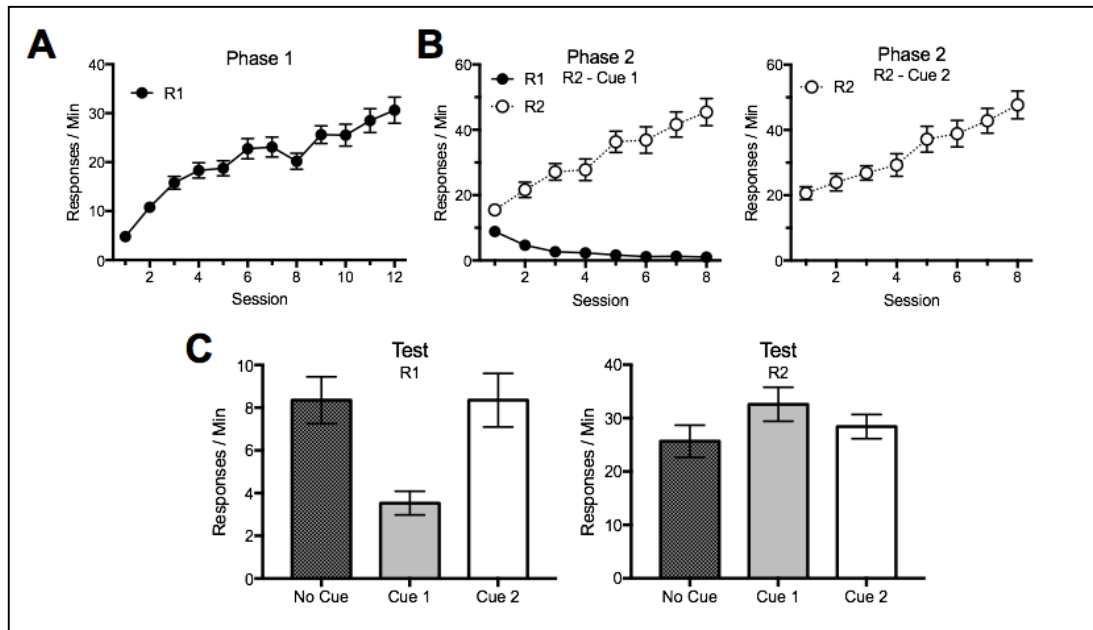 A
Phase 1
R1
Responses / Min
40
30
20
10
0
2 4 6 8 10 12
Session
B
Phase 2
R2 - Cue 1
R1
R2
Responses / Min
60
40
20
0
2 4 6 8
Session
Phase 2
R2 - Cue 2
R2
Responses / Min
60
40
20
0
2 4 6 8
Session
C
Test
R1
Responses / Min
10
8
6
4
2
0
No Cue Cue 1 Cue 2
Test
R2
Responses / Min
40
30
20
10
0
No Cue Cue 1 Cue 2